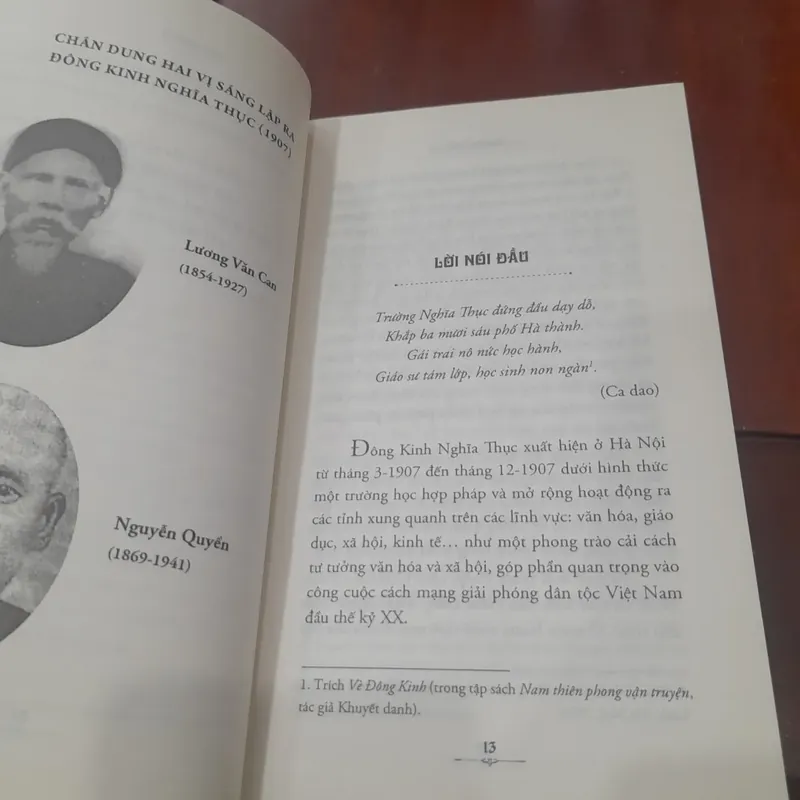 CHÂN DUNG HAI VỊ SÁNG LẬP RA
ĐÔNG KINH NGHĨA THỤC (1907)
Lương Văn Can
(1854-1927)
Nguyễn Quyền
(1869-1941)
LỜI NÓI ĐẦU
Trường Nghĩa Thục đứng đầu dạy dỗ,
Khắp ba mươi sáu phố Hà thành.
Gái trai nô nức học hành,
Giáo sư tám lớp, học sinh non ngàn¹.
(Ca dao)
Đông Kinh Nghĩa Thục xuất hiện ở Hà Nội
từ tháng 3-1907 đến tháng 12-1907 dưới hình thức
một trường học hợp pháp và mở rộng hoạt động ra
các tỉnh xung quanh trên các lĩnh vực: văn hóa, giáo
dục, xã hội, kinh tế... như một phong trào cải cách
tư tưởng văn hóa và xã hội, góp phần quan trọng vào
công cuộc cách mạng giải phóng dân tộc Việt Nam
đầu thế kỷ XX.
1. Trích Vè Đông Kinh (trong tập sách Nam thiên phong vận truyện,
tác giả Khuyết danh).
13